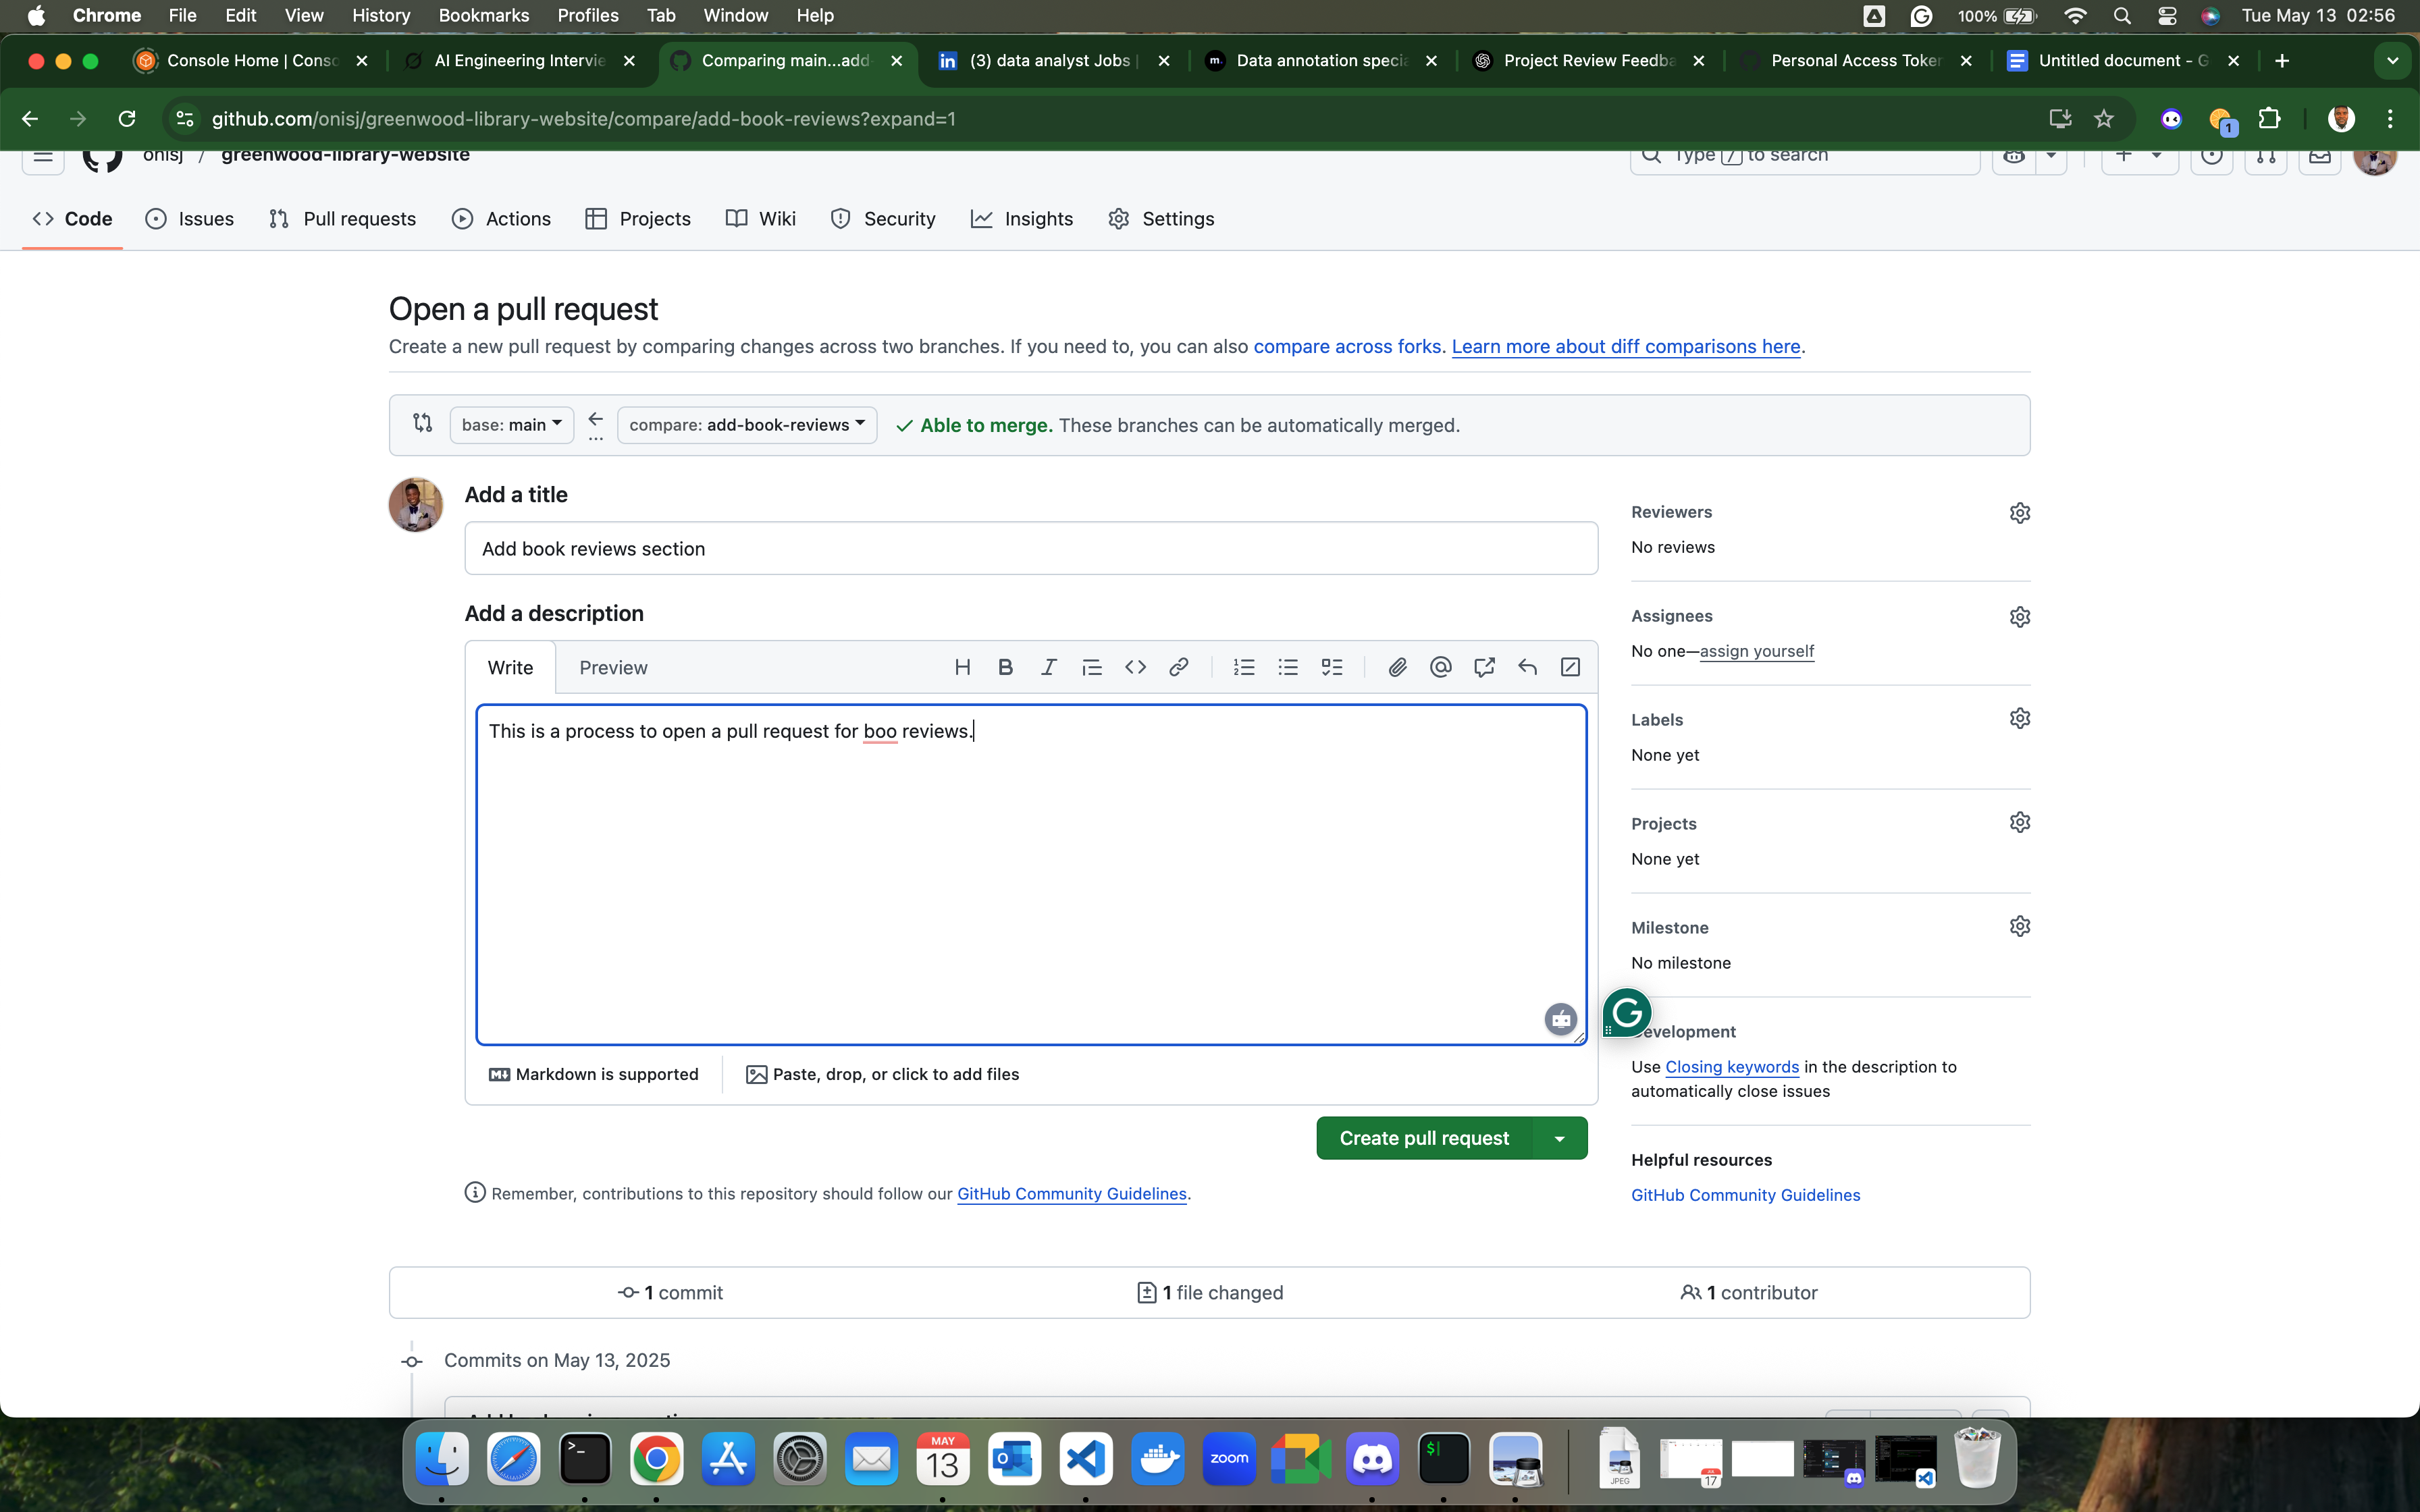 Chrome File Edit View History Bookmarks Profiles Tab Window Help 100% Tue May 13 02:56
Console Home | Conso AI Engineering Intervie Comparing main...add- (3) data analyst Jobs | Data annotation specia Project Review Feedba Personal Access Token Untitled document - G
github.com/onisj/greenwood-library-website/compare/add-book-reviews?expand=1 1
onisj / greenwood-library-website Type / to search
Code Issues Pull requests Actions Projects Wiki Security Insights Settings
Open a pull request
Create a new pull request by comparing changes across two branches. If you need to, you can also compare across forks. Learn more about diff comparisons here.
base: main ← ... compare: add-book-reviews ✓ Able to merge. These branches can be automatically merged.
Add a title
Add book reviews section
Add a description
Write Preview H B I
This is a process to open a pull request for boo reviews.
Markdown is supported Paste, drop, or click to add files
Create pull request
Remember, contributions to this repository should follow our GitHub Community Guidelines.
Reviewers
No reviews
Assignees
No one—assign yourself
Labels
None yet
Projects
None yet
Milestone
No milestone
evelopment
Use Closing keywords in the description to
automatically close issues
Helpful resources
GitHub Community Guidelines
1 commit 1 file changed 1 contributor
Commits on May 13, 2025
MAY
13
zoom
JPEG
17